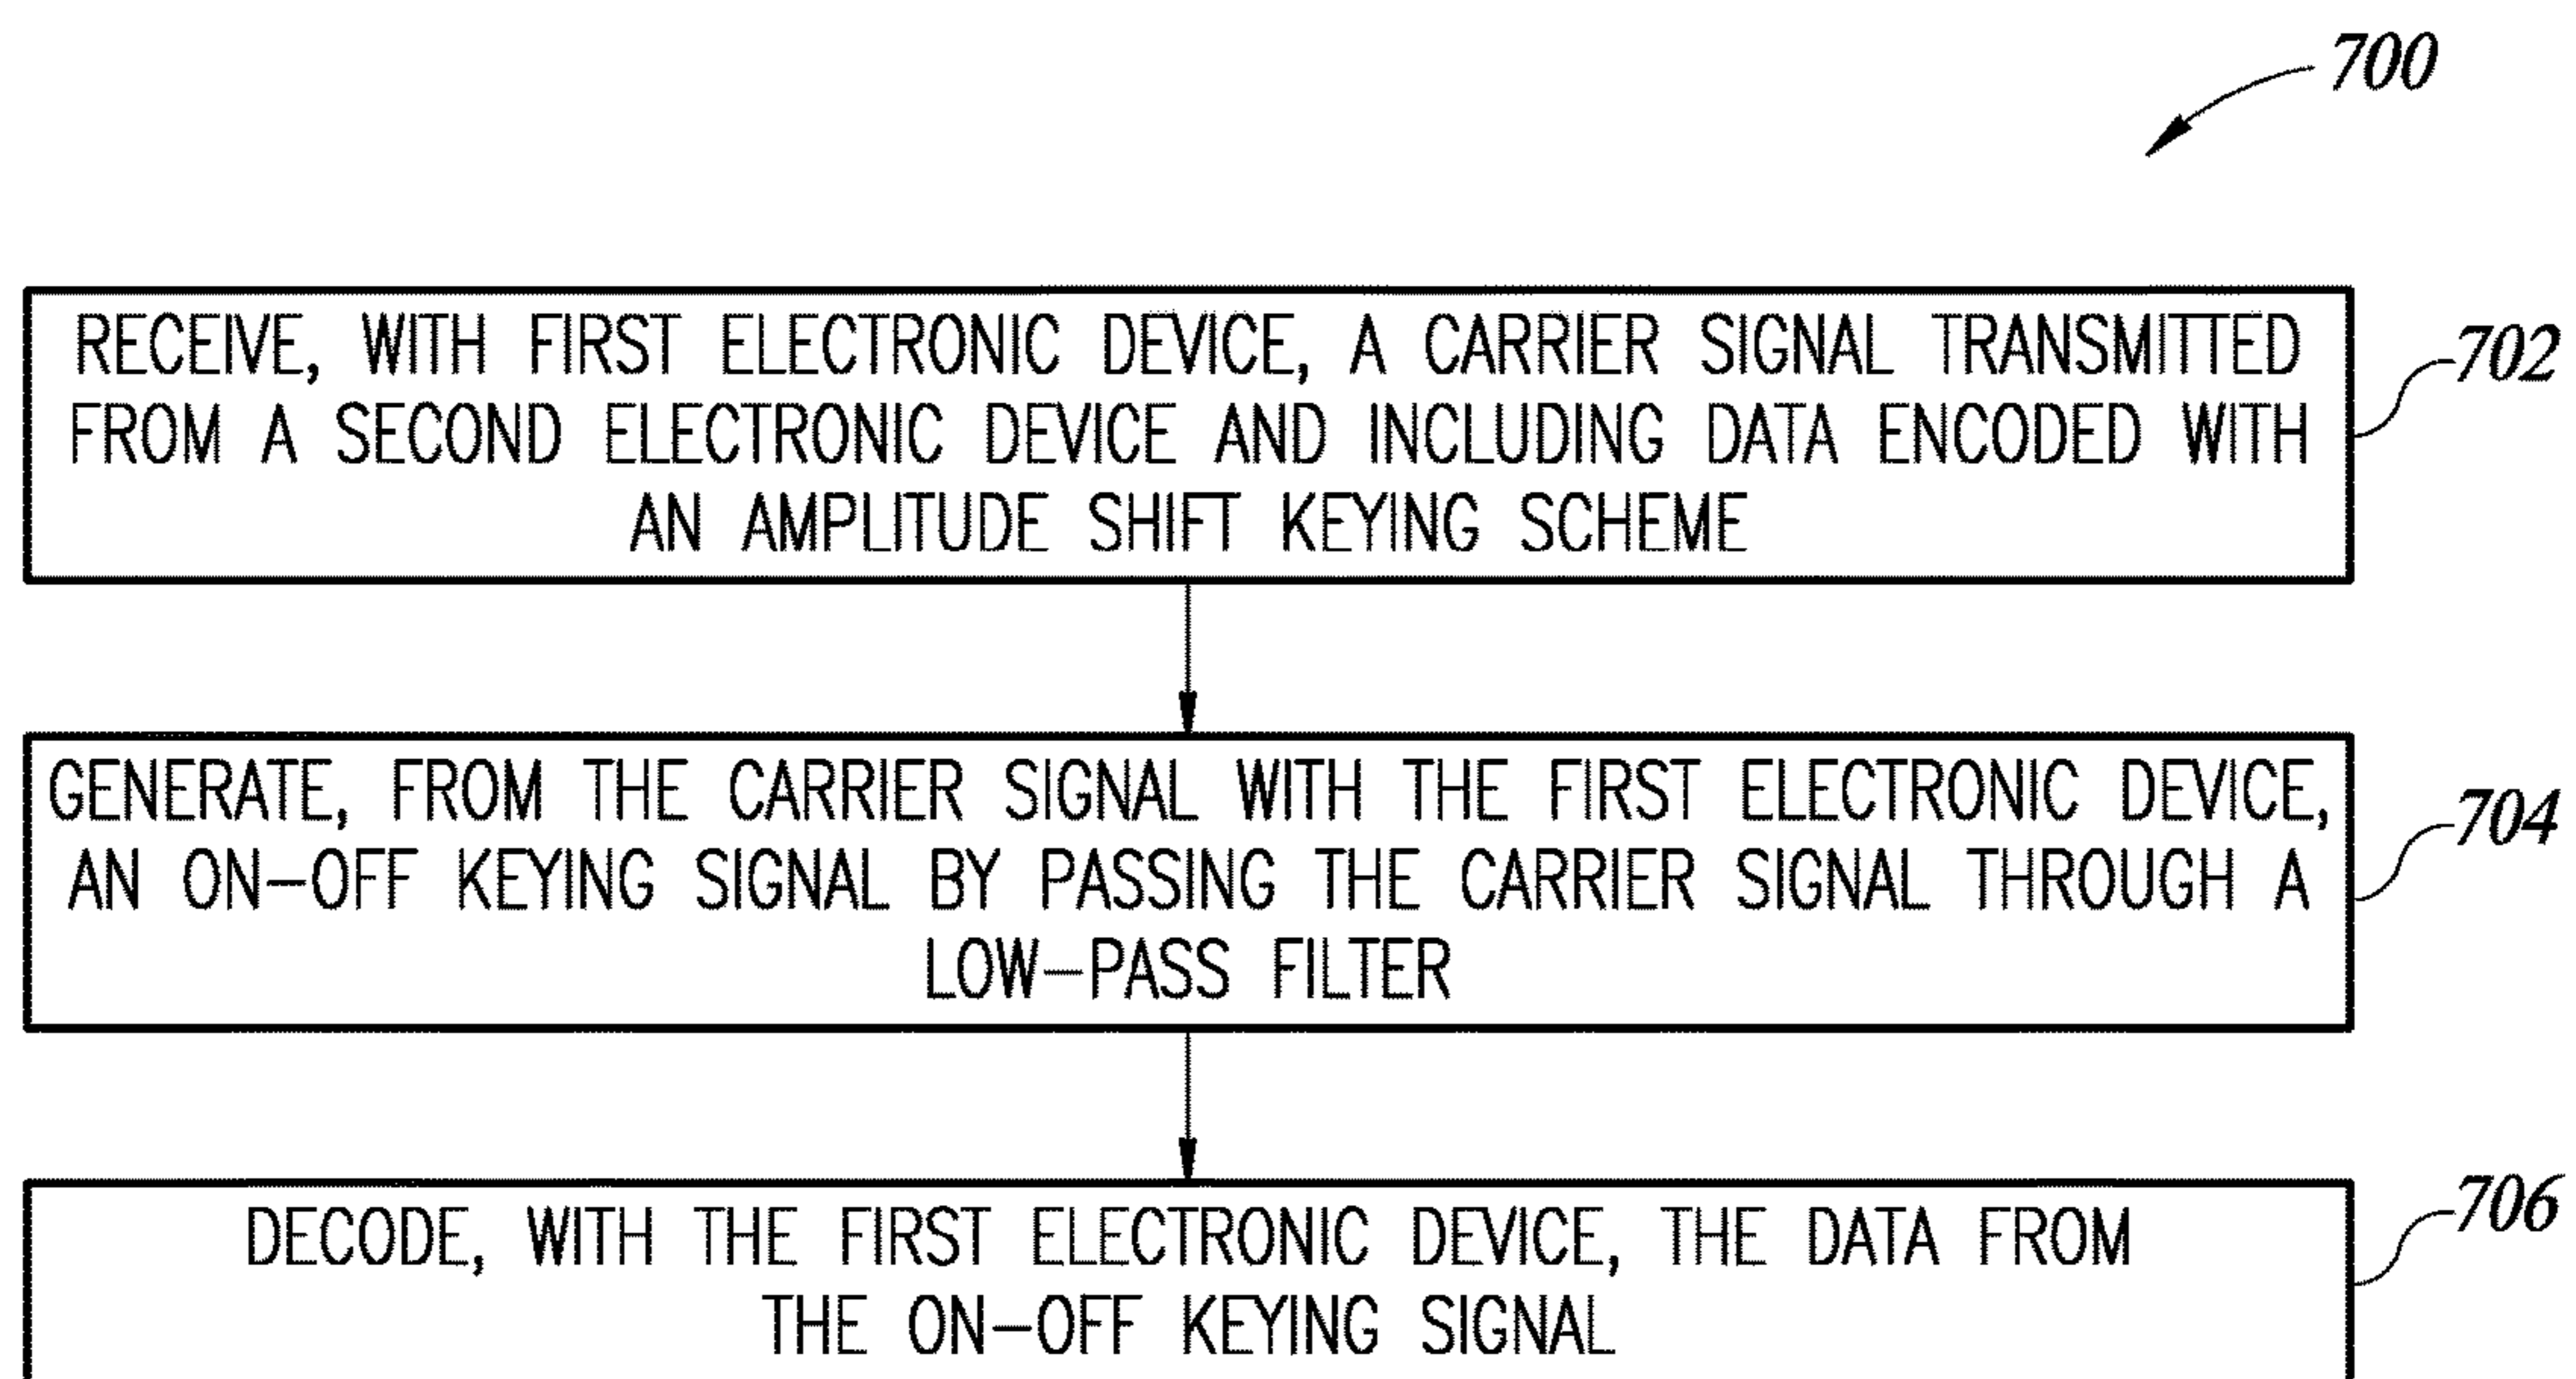 700
RECEIVE, WITH FIRST ELECTRONIC DEVICE, A CARRIER SIGNAL TRANSMITTED
FROM A SECOND ELECTRONIC DEVICE AND INCLUDING DATA ENCODED WITH
AN AMPLITUDE SHIFT KEYING SCHEME
702
GENERATE, FROM THE CARRIER SIGNAL WITH THE FIRST ELECTRONIC DEVICE,
AN ON-OFF KEYING SIGNAL BY PASSING THE CARRIER SIGNAL THROUGH A
LOW-PASS FILTER
704
DECODE, WITH THE FIRST ELECTRONIC DEVICE, THE DATA FROM
THE ON-OFF KEYING SIGNAL
706